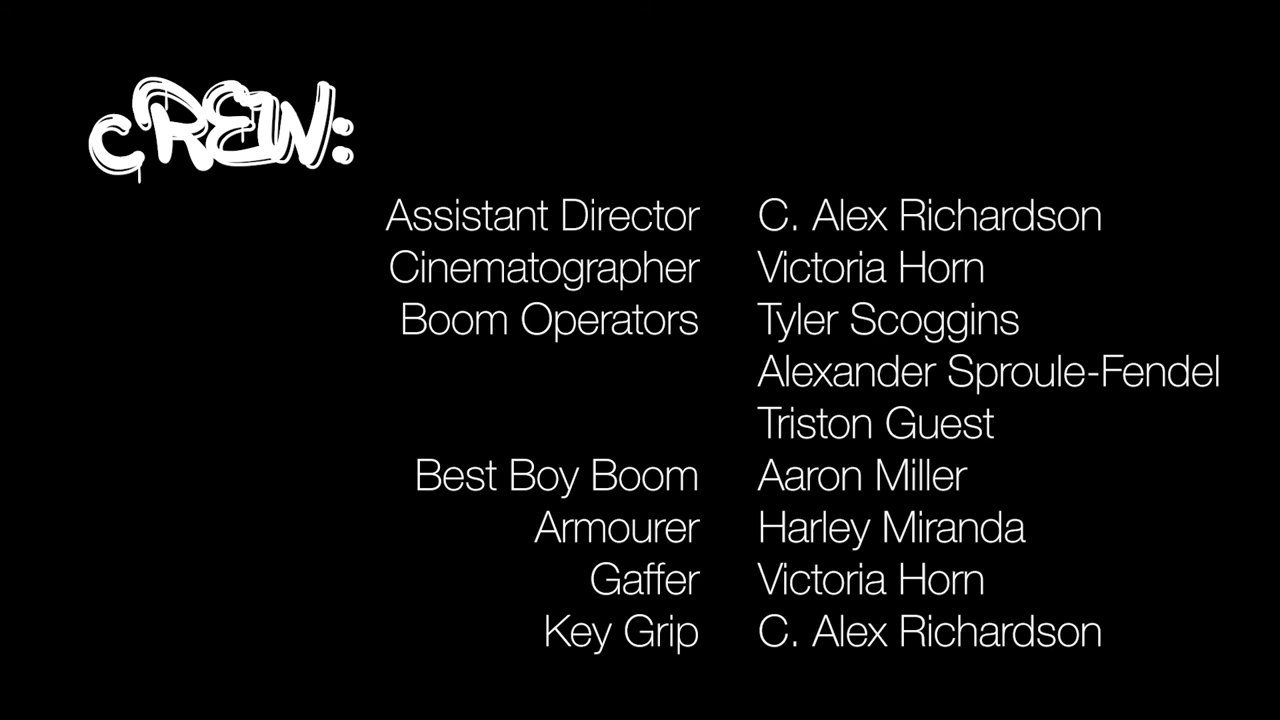 CREW:
Assistant Director C. Alex Richardson
Cinematographer Victoria Horn
Boom Operators Tyler Scoggins
Alexander Sproule-Fendel
Triston Guest
Best Boy Boom Aaron Miller
Armourer Harley Miranda
Gaffer Victoria Horn
Key Grip C. Alex Richardson